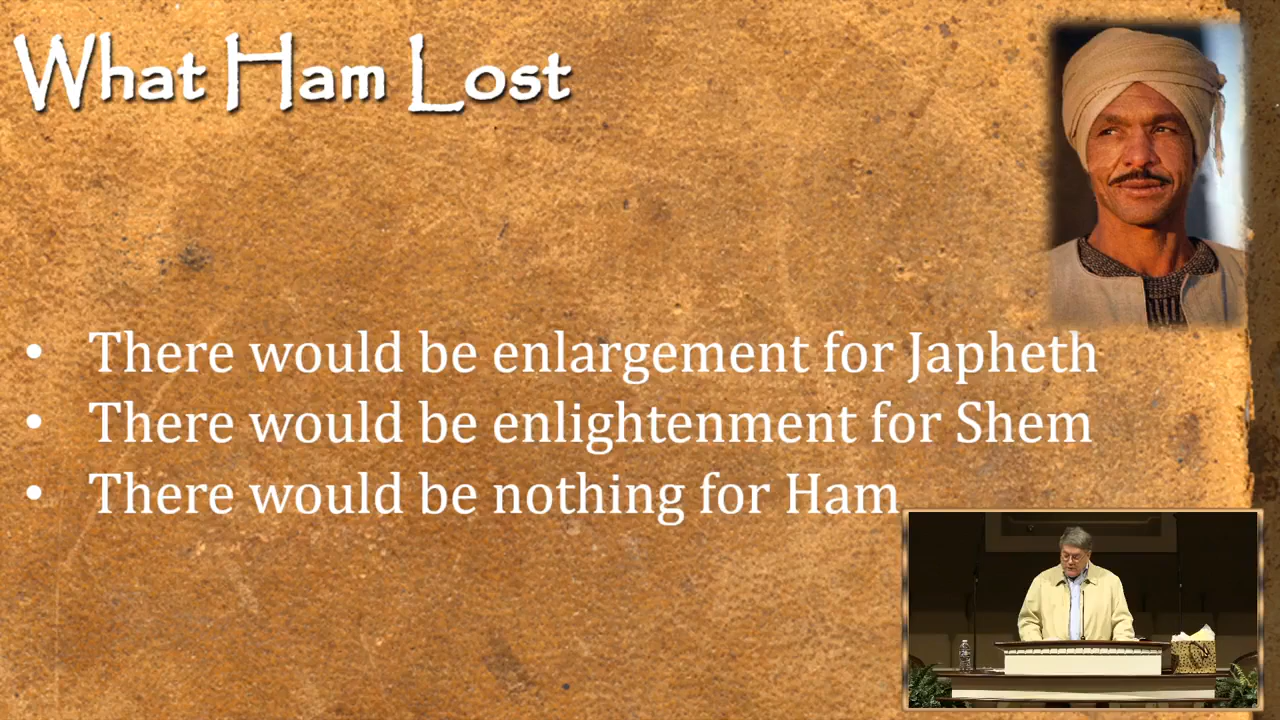 What Ham Lost
• There would be enlargement for Japheth
• There would be enlightenment for Shem
• There would be nothing for Ham